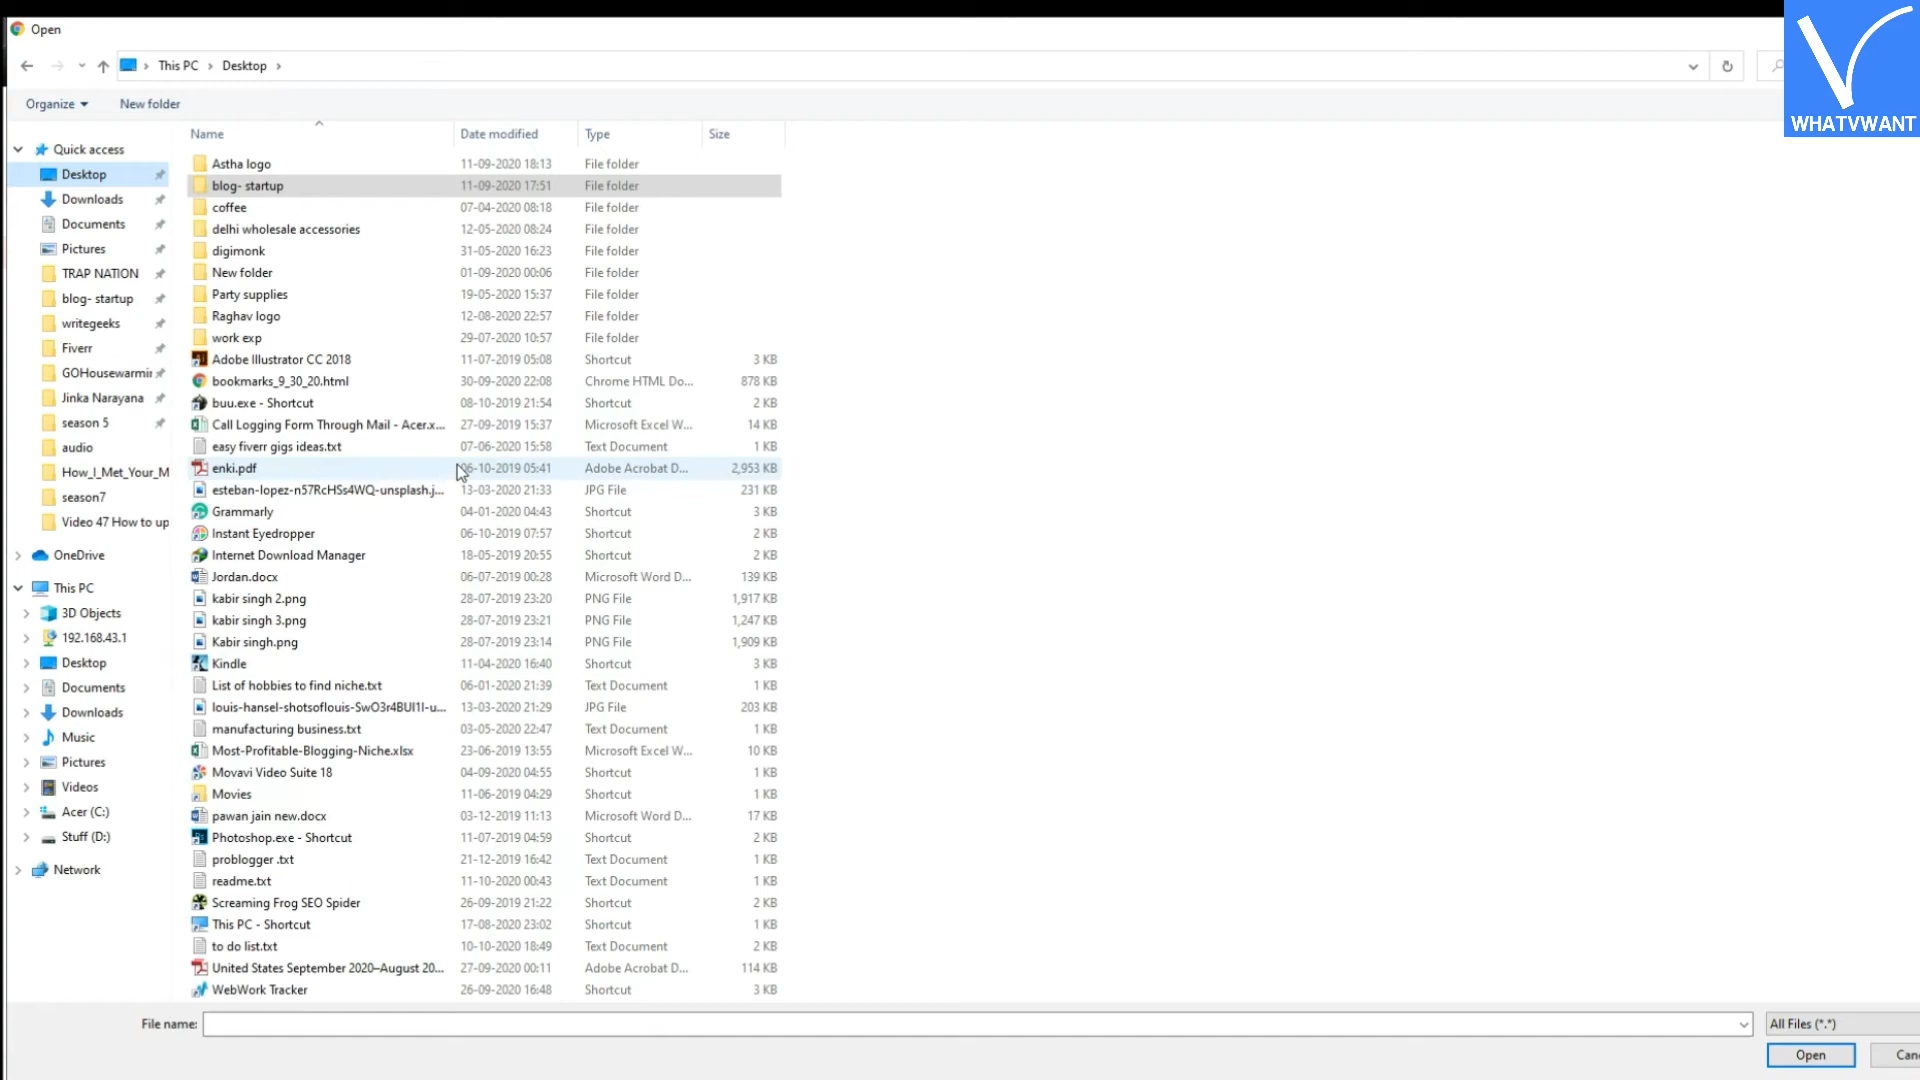 Open
WHATVWANT
This PC
Desktop
Organize
New folder
Name
Date modified
Type
Size
Quick access
Desktop
Downloads
Documents
Pictures
TRAP NATION
blog- startup
writegeeks
Fiverr
GOHousewarmin
Jinka Narayana
season 5
audio
How_I_Met_Your_M
season7
Video 47 How to up
OneDrive
This PC
3D Objects
192.168.43.1
Desktop
Documents
Downloads
Music
Pictures
Videos
Acer (C:)
Stuff (D:)
Network
Astha logo 11-09-2020 18:13 File folder
blog- startup 11-09-2020 17:51 File folder
coffee 07-04-2020 08:18 File folder
delhi wholesale accessories 12-05-2020 08:24 File folder
digimonk 31-05-2020 16:23 File folder
New folder 01-09-2020 00:06 File folder
Party supplies 19-05-2020 15:37 File folder
Raghav logo 12-08-2020 22:57 File folder
work exp 29-07-2020 10:57 File folder
Adobe Illustrator CC 2018 11-07-2019 05:08 Shortcut 3 KB
bookmarks_9_30_20.html 30-09-2020 22:08 Chrome HTML Do... 878 KB
buu.exe - Shortcut 08-10-2019 21:54 Shortcut 2 KB
Call Logging Form Through Mail - Acer.x... 27-09-2019 15:37 Microsoft Excel W... 14 KB
easy fiverr gigs ideas.txt 07-06-2020 15:58 Text Document 1 KB
enki.pdf 06-10-2019 05:41 Adobe Acrobat D... 2,953 KB
esteban-lopez-n57RcHSs4WQ-unsplash.j... 13-03-2020 21:33 JPG File 231 KB
Grammarly 04-01-2020 04:43 Shortcut 3 KB
Instant Eyedropper 06-10-2019 07:57 Shortcut 2 KB
Internet Download Manager 18-05-2019 20:55 Shortcut 2 KB
Jordan.docx 06-07-2019 00:28 Microsoft Word D... 139 KB
kabir singh 2.png 28-07-2019 23:20 PNG File 1,917 KB
kabir singh 3.png 28-07-2019 23:21 PNG File 1,247 KB
Kabir singh.png 28-07-2019 23:14 PNG File 1,909 KB
Kindle 11-04-2020 16:40 Shortcut 3 KB
List of hobbies to find niche.txt 06-01-2020 21:39 Text Document 1 KB
louis-hansel-shotsoflouis-SwO3r4BUI1I-u... 13-03-2020 21:29 JPG File 203 KB
manufacturing business.txt 03-05-2020 22:47 Text Document 1 KB
Most-Profitable-Blogging-Niche.xlsx 23-06-2019 13:55 Microsoft Excel W... 10 KB
Movavi Video Suite 18 04-09-2020 04:55 Shortcut 1 KB
Movies 11-06-2019 04:29 Shortcut 1 KB
pawan jain new.docx 03-12-2019 11:13 Microsoft Word D... 17 KB
Photoshop.exe - Shortcut 11-07-2019 04:59 Shortcut 2 KB
problogger .txt 21-12-2019 16:42 Text Document 1 KB
readme.txt 11-10-2020 00:43 Text Document 1 KB
Screaming Frog SEO Spider 26-09-2019 21:22 Shortcut 2 KB
This PC - Shortcut 17-08-2020 23:02 Shortcut 1 KB
to do list.txt 10-10-2020 18:49 Text Document 2 KB
United States September 2020–August 20... 27-09-2020 00:11 Adobe Acrobat D... 114 KB
WebWork Tracker 26-09-2020 16:48 Shortcut 3 KB
File name:
All Files (*.*)
Open
Canc